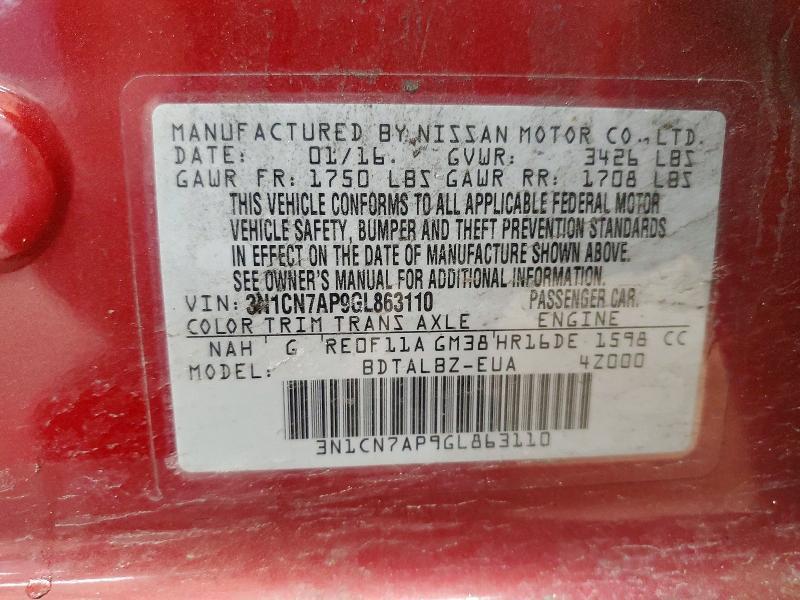 MANUFACTURED BY NISSAN MOTOR CO.,LTD.
DATE: 01/16. GVWR: 3426 LBS
GAWR FR: 1750 LBS GAWR RR: 1708 LBS
THIS VEHICLE CONFORMS TO ALL APPLICABLE FEDERAL MOTOR
VEHICLE SAFETY, BUMPER AND THEFT PREVENTION STANDARDS
IN EFFECT ON THE DATE OF MANUFACTURE SHOWN ABOVE.
SEE OWNER'S MANUAL FOR ADDITIONAL INFORMATION.
VIN: 3N1CN7AP9GL863110 PASSENGER CAR.
COLOR TRIM TRANS AXLE ENGINE
NAH G RE0F11A GM38 HR16DE 1598 CC
MODEL: BDTALBZ-EUA 4Z000
3N1CN7AP9GL863110